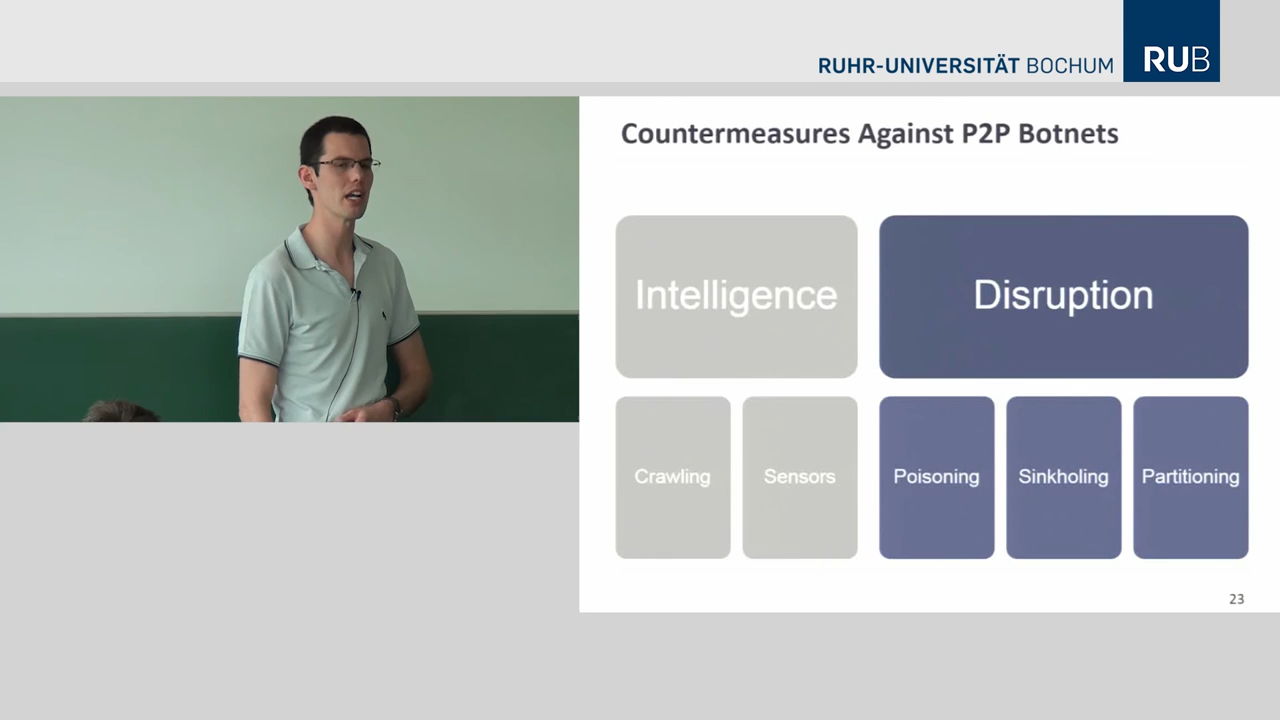 RUHR-UNIVERSITÄT BOCHUM
RUB
Countermeasures Against P2P Botnets
Intelligence
Disruption
Crawling
Sensors
Poisoning
Sinkholing
Partitioning
23